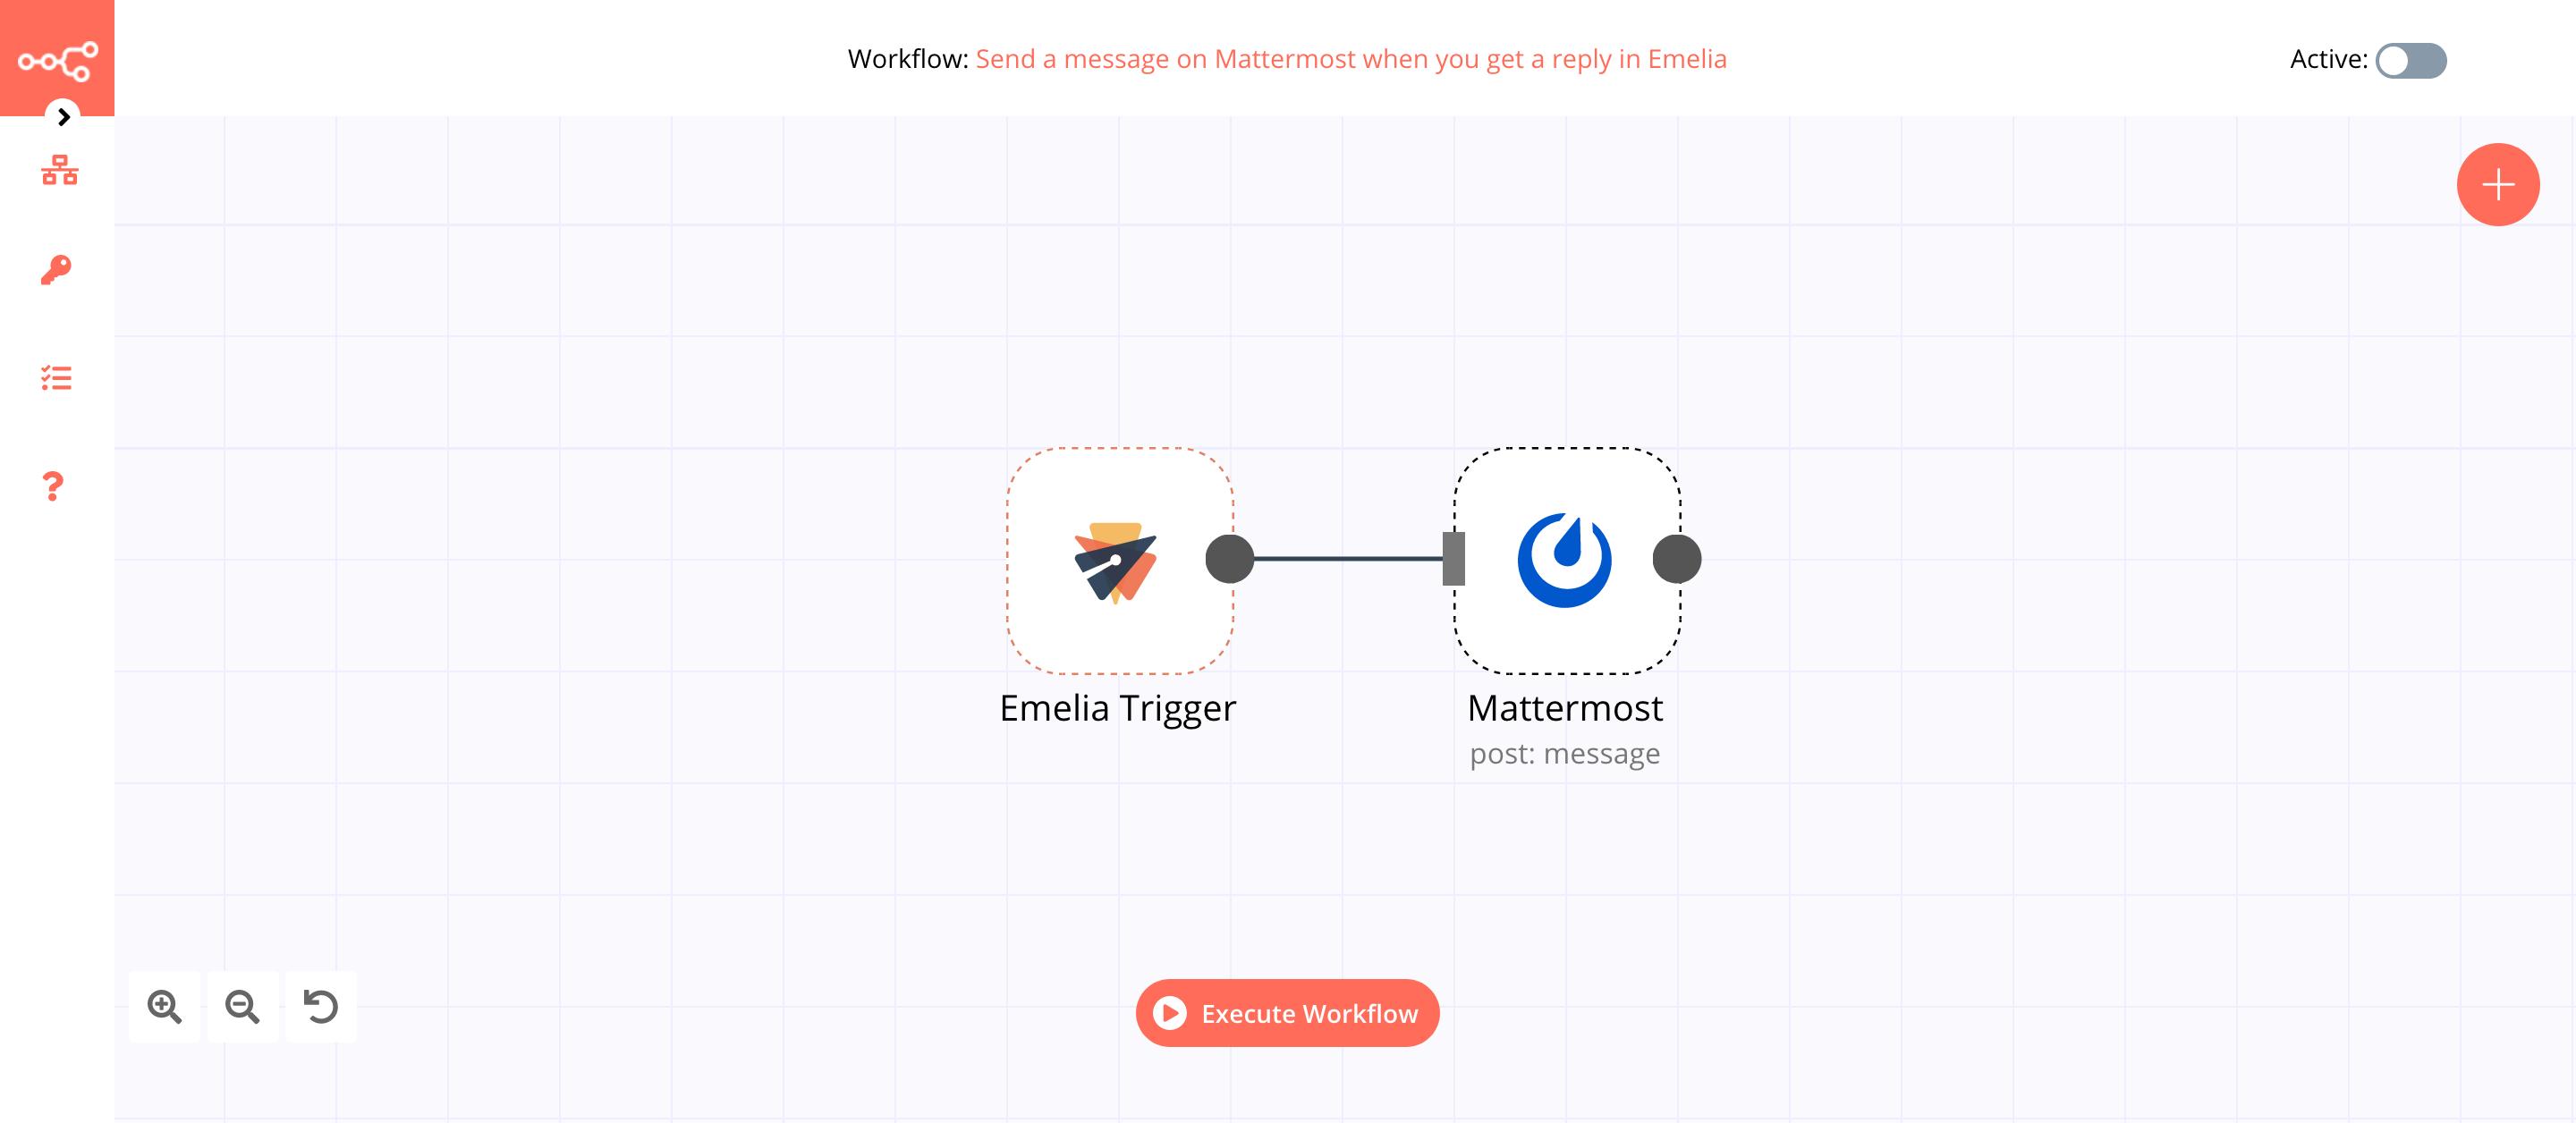 Workflow: Send a message on Mattermost when you get a reply in Emelia
Active:
Emelia Trigger
Mattermost
post: message
Execute Workflow